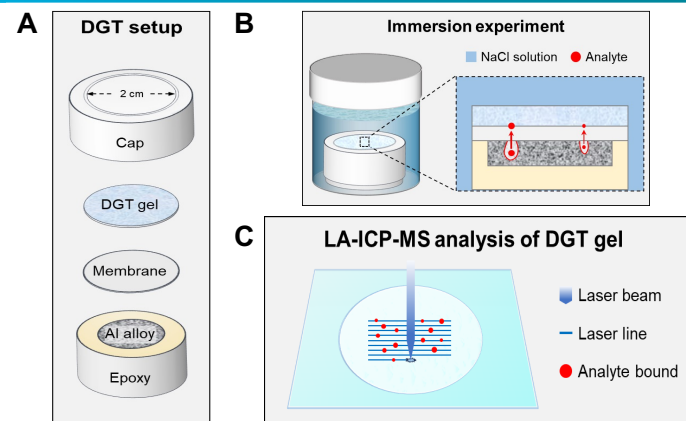 A
DGT setup
2 cm
Cap
DGT gel
Membrane
Al alloy
Epoxy
B
Immersion experiment
NaCl solution
Analyte
C
LA-ICP-MS analysis of DGT gel
Laser beam
Laser line
Analyte bound